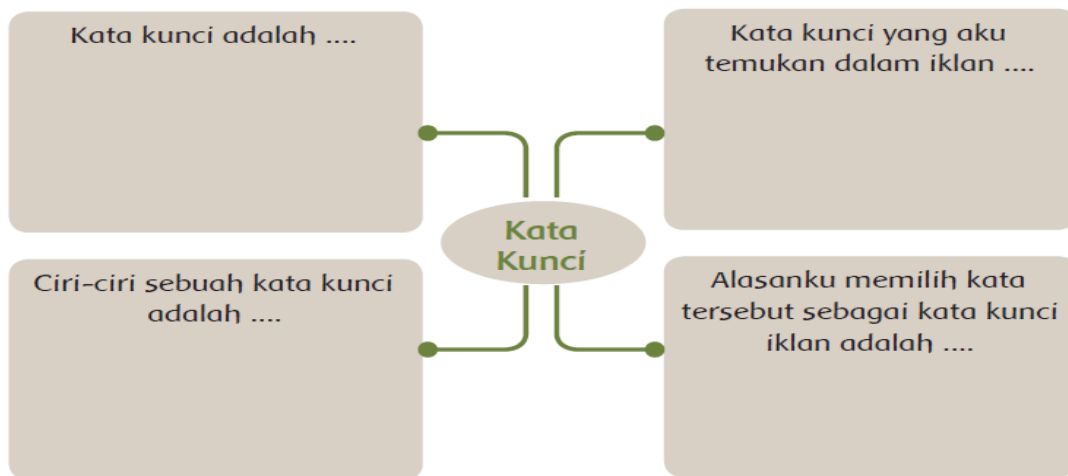 Kata kunci adalah ....
Kata kunci yang aku
temukan dalam iklan ....
Kata
Kunci
Ciri-ciri sebuah kata kunci
adalah ....
Alasanku memilih kata
tersebut sebagai kata kunci
iklan adalah ....